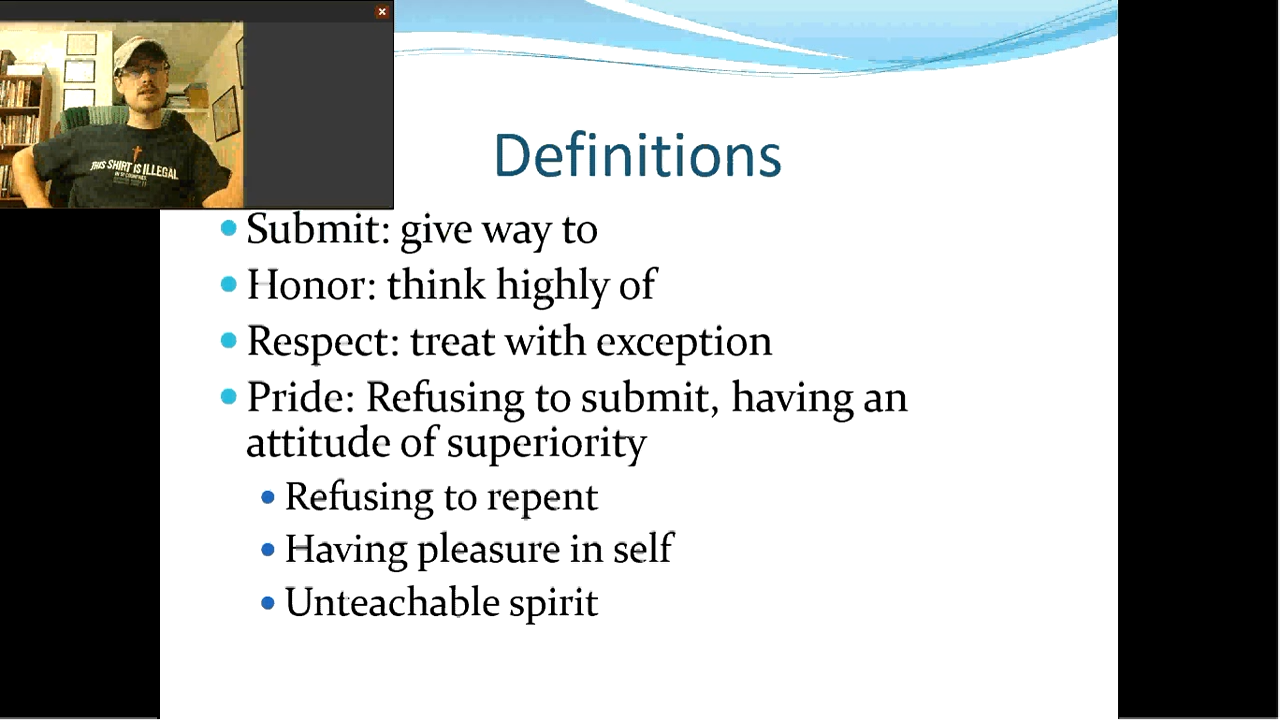 THIS SHIRT IS ILLEGAL
Definitions
Submit: give way to
Honor: think highly of
Respect: treat with exception
Pride: Refusing to submit, having an
attitude of superiority
Refusing to repent
Having pleasure in self
Unteachable spirit